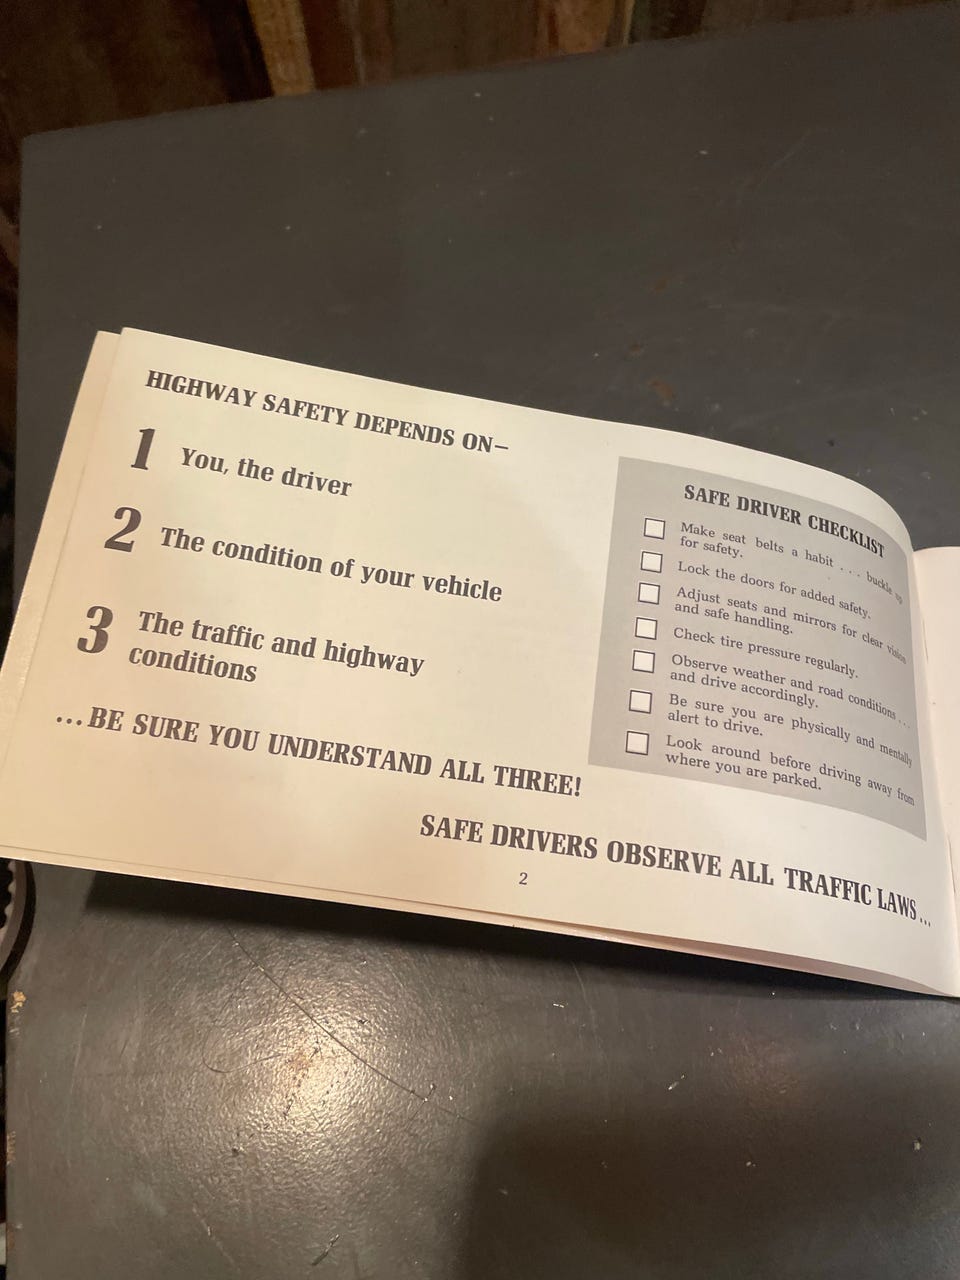 HIGHWAY SAFETY DEPENDS ON—
1 You, the driver
2 The condition of your vehicle
3 The traffic and highway
conditions
...BE SURE YOU UNDERSTAND ALL THREE!
SAFE DRIVER CHECKLIST
Make seat belts a habit . . . buckle up
for safety.
Lock the doors for added safety.
Adjust seats and mirrors for clear vision
and safe handling.
Check tire pressure regularly.
Observe weather and road conditions . . .
and drive accordingly.
Be sure you are physically and mentally
alert to drive.
Look around before driving away from
where you are parked.
SAFE DRIVERS OBSERVE ALL TRAFFIC LAWS...
2